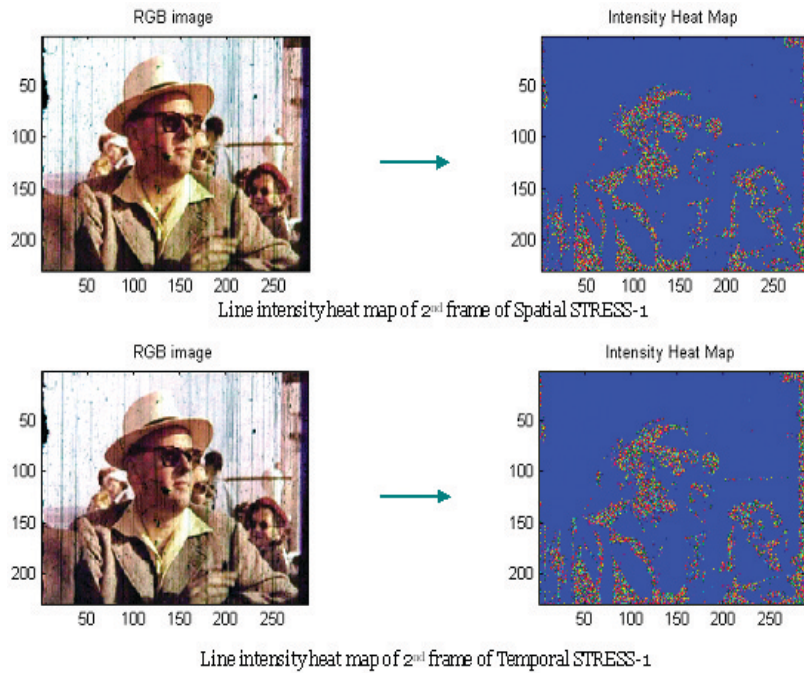 RGB image
Intensity Heat Map
50
100
150
200
50 100 150 200 250
50
100
150
200
50 100 150 200 250
Line intensity heat map of 2nd frame of Spatial STRESS-1
RGB image
Intensity Heat Map
50
100
150
200
50 100 150 200 250
50
100
150
200
50 100 150 200 250
Line intensity heat map of 2nd frame of Temporal STRESS-1